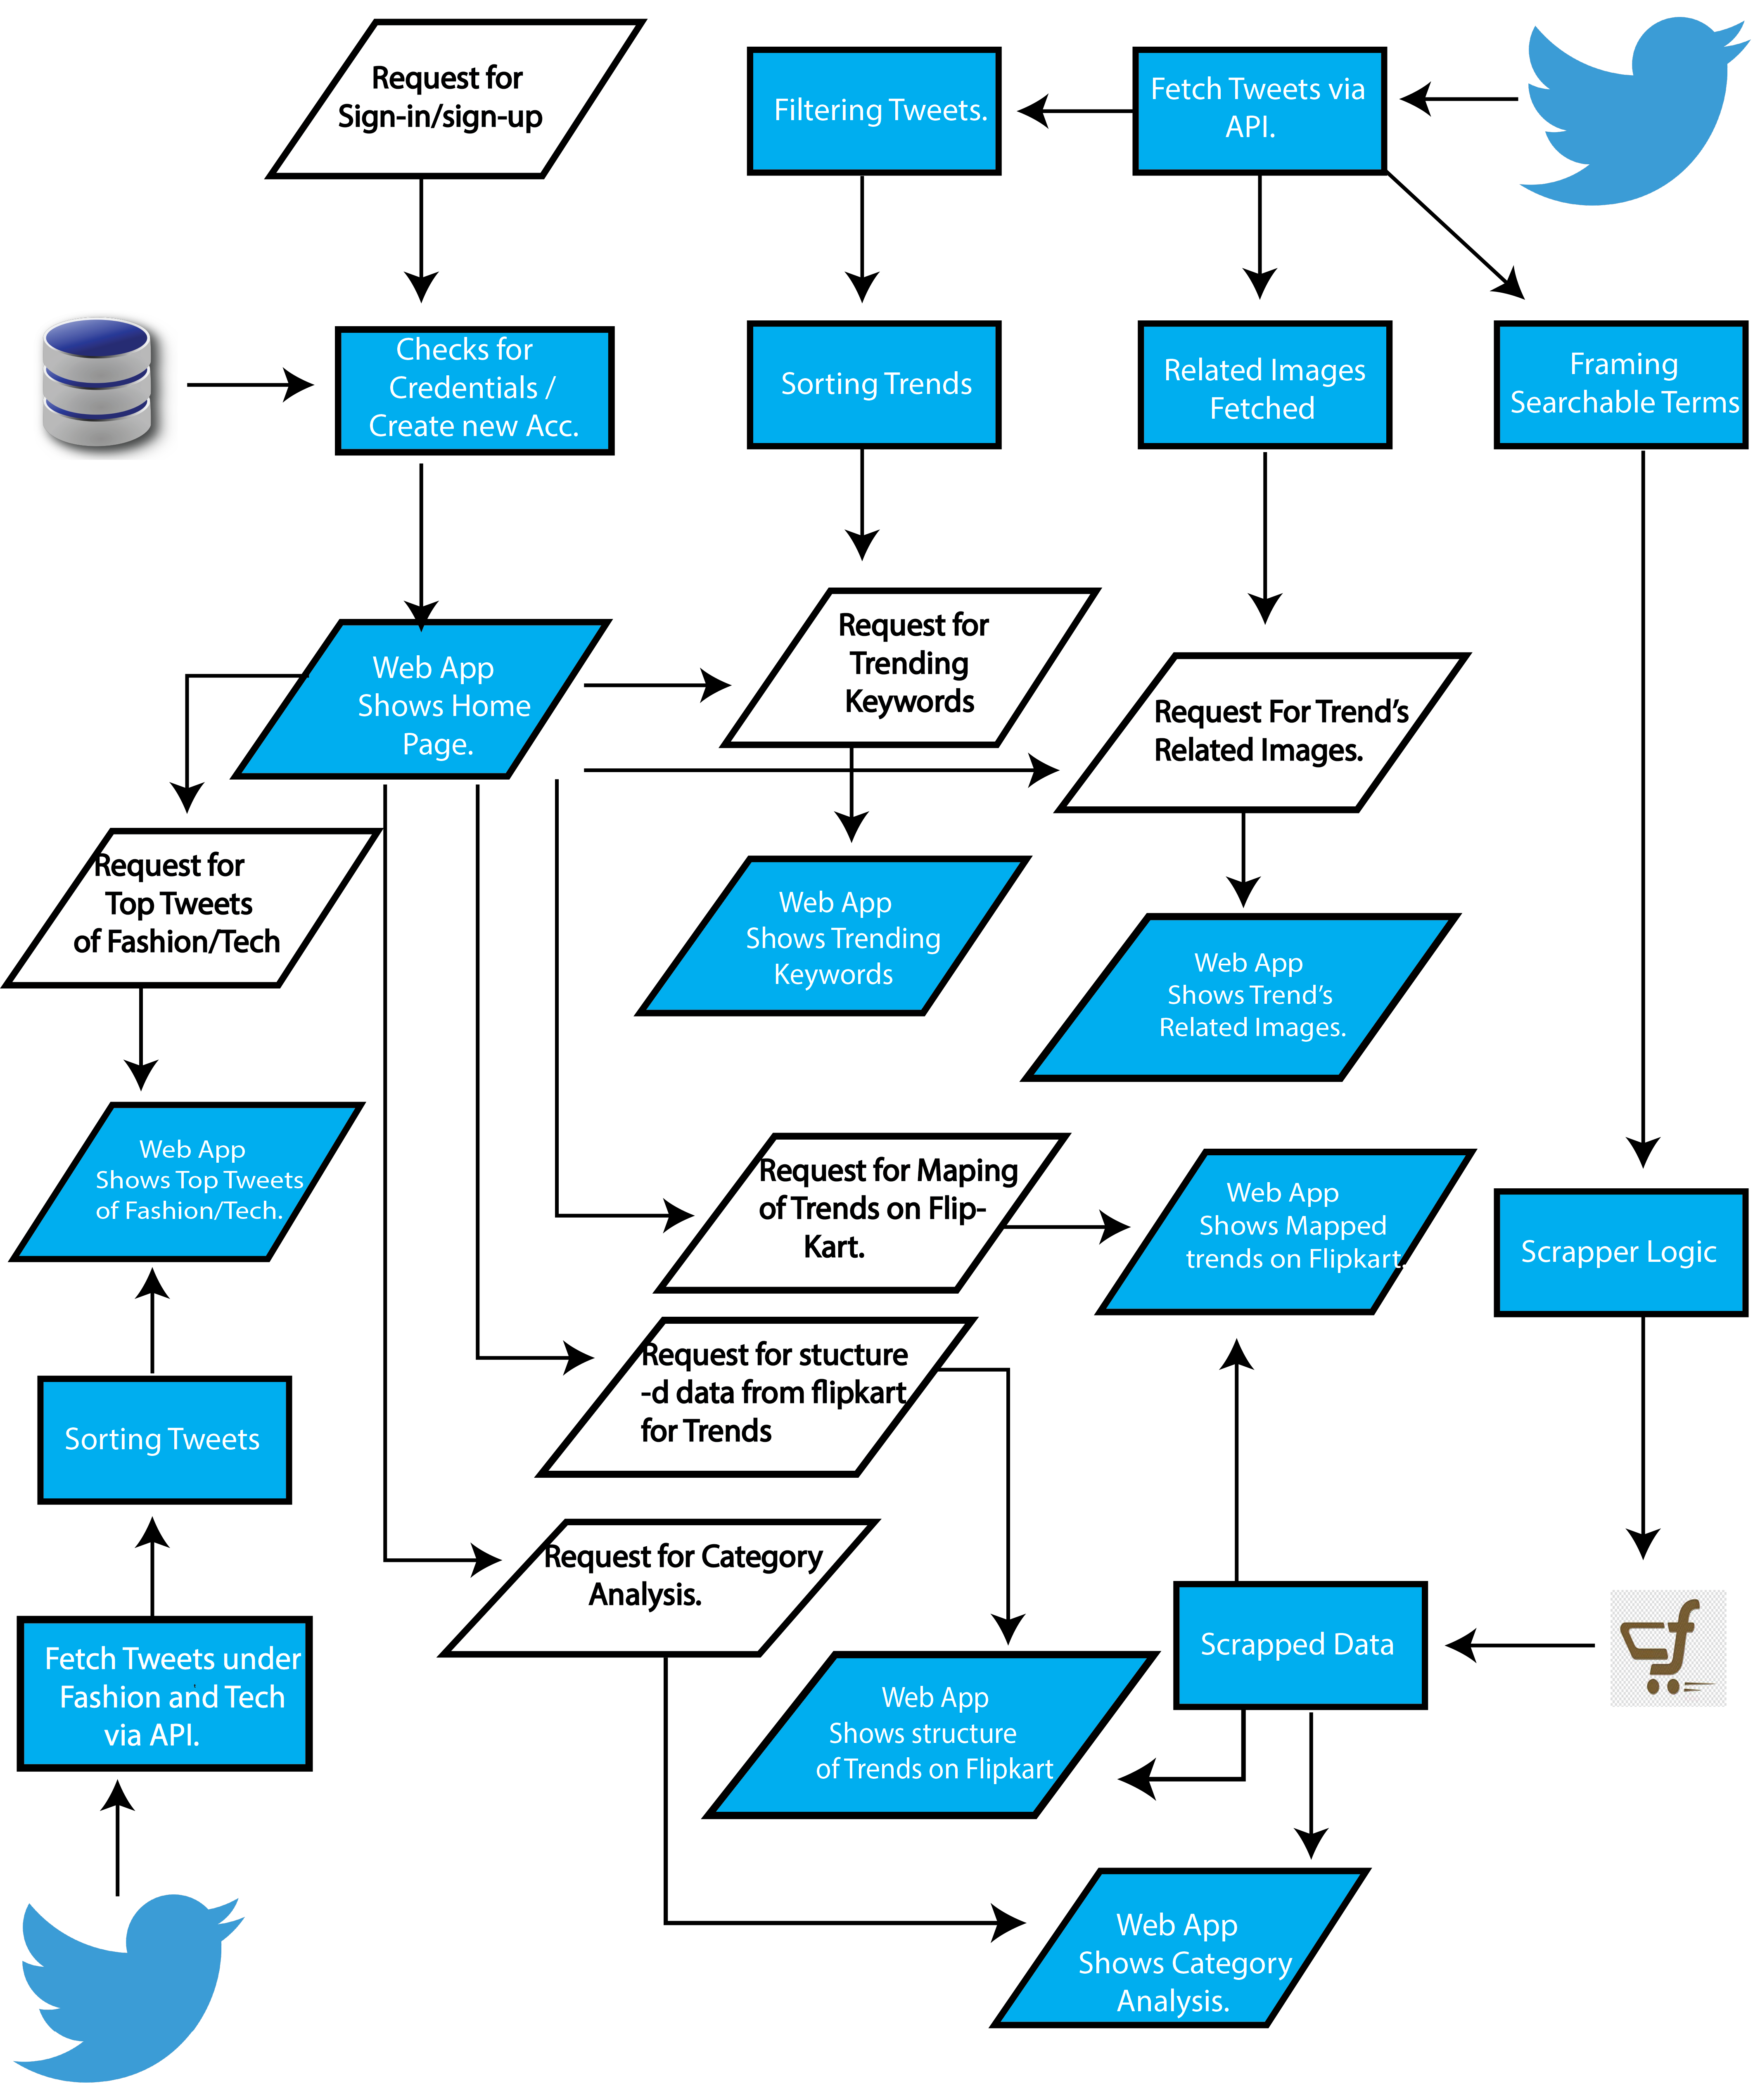 Request for
Sign-in/sign-up
Filtering Tweets.
Fetch Tweets via
API.
Checks for
Credentials /
Create new Acc.
Sorting Trends
Related Images
Fetched
Framing
Searchable Terms
Web App
Shows Home
Page.
Request for
Trending
Keywords
Request For Trend’s
Related Images.
Request for
Top Tweets
of Fashion/Tech
Web App
Shows Trending
Keywords
Web App
Shows Trend’s
Related Images.
Web App
Shows Top Tweets
of Fashion/Tech.
Request for Maping
of Trends on Flip-
Kart.
Web App
Shows Mapped
trends on Flipkart.
Scrapper Logic
Request for stucture
-d data from flipkart
for Trends
Sorting Tweets
Request for Category
Analysis.
Scrapped Data
Fetch Tweets under
Fashion and Tech
via API.
Web App
Shows structure
of Trends on Flipkart
Web App
Shows Category
Analysis.